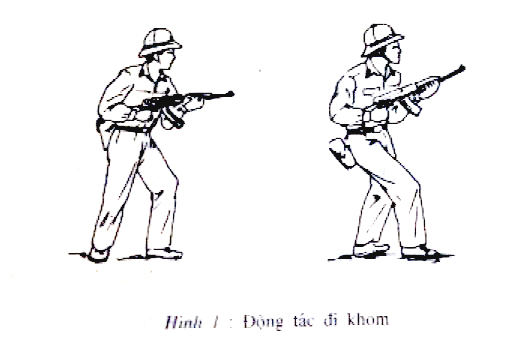 Hình 1 : Động tác đi khom